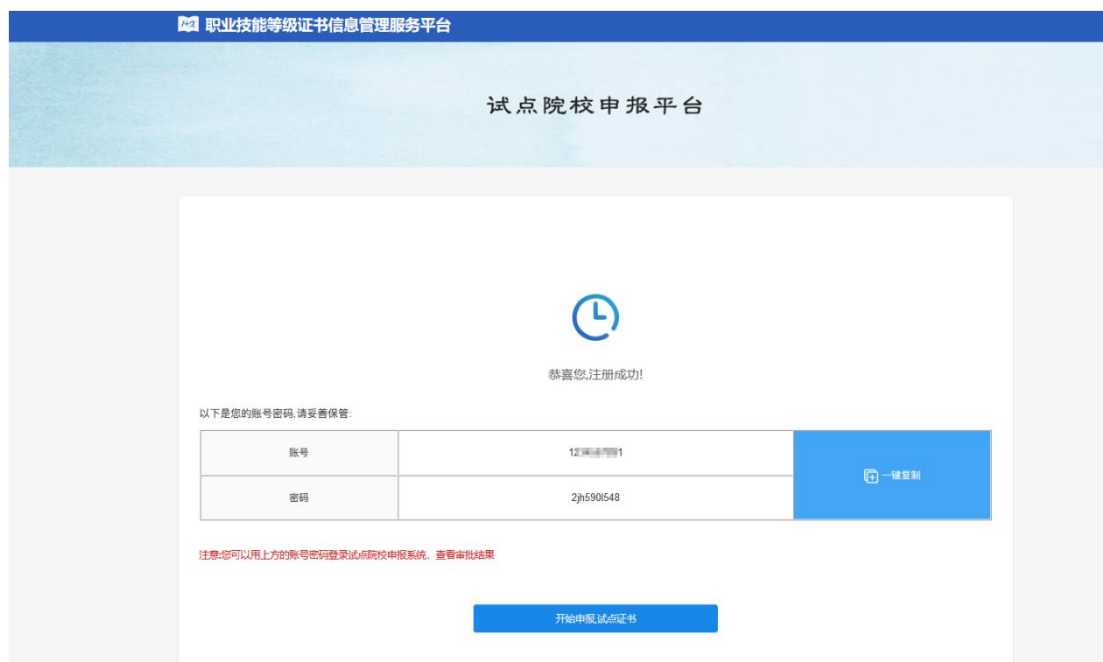 职业技能等级证书信息管理服务平台
试点院校申报平台
恭喜您,注册成功!
以下是您的账号密码,请妥善保管:
账号
密码
2jh590l548
一键复制
注意:您可以用上方的账号密码登录试点院校申报系统，查看审批结果
开始申报,试点证书